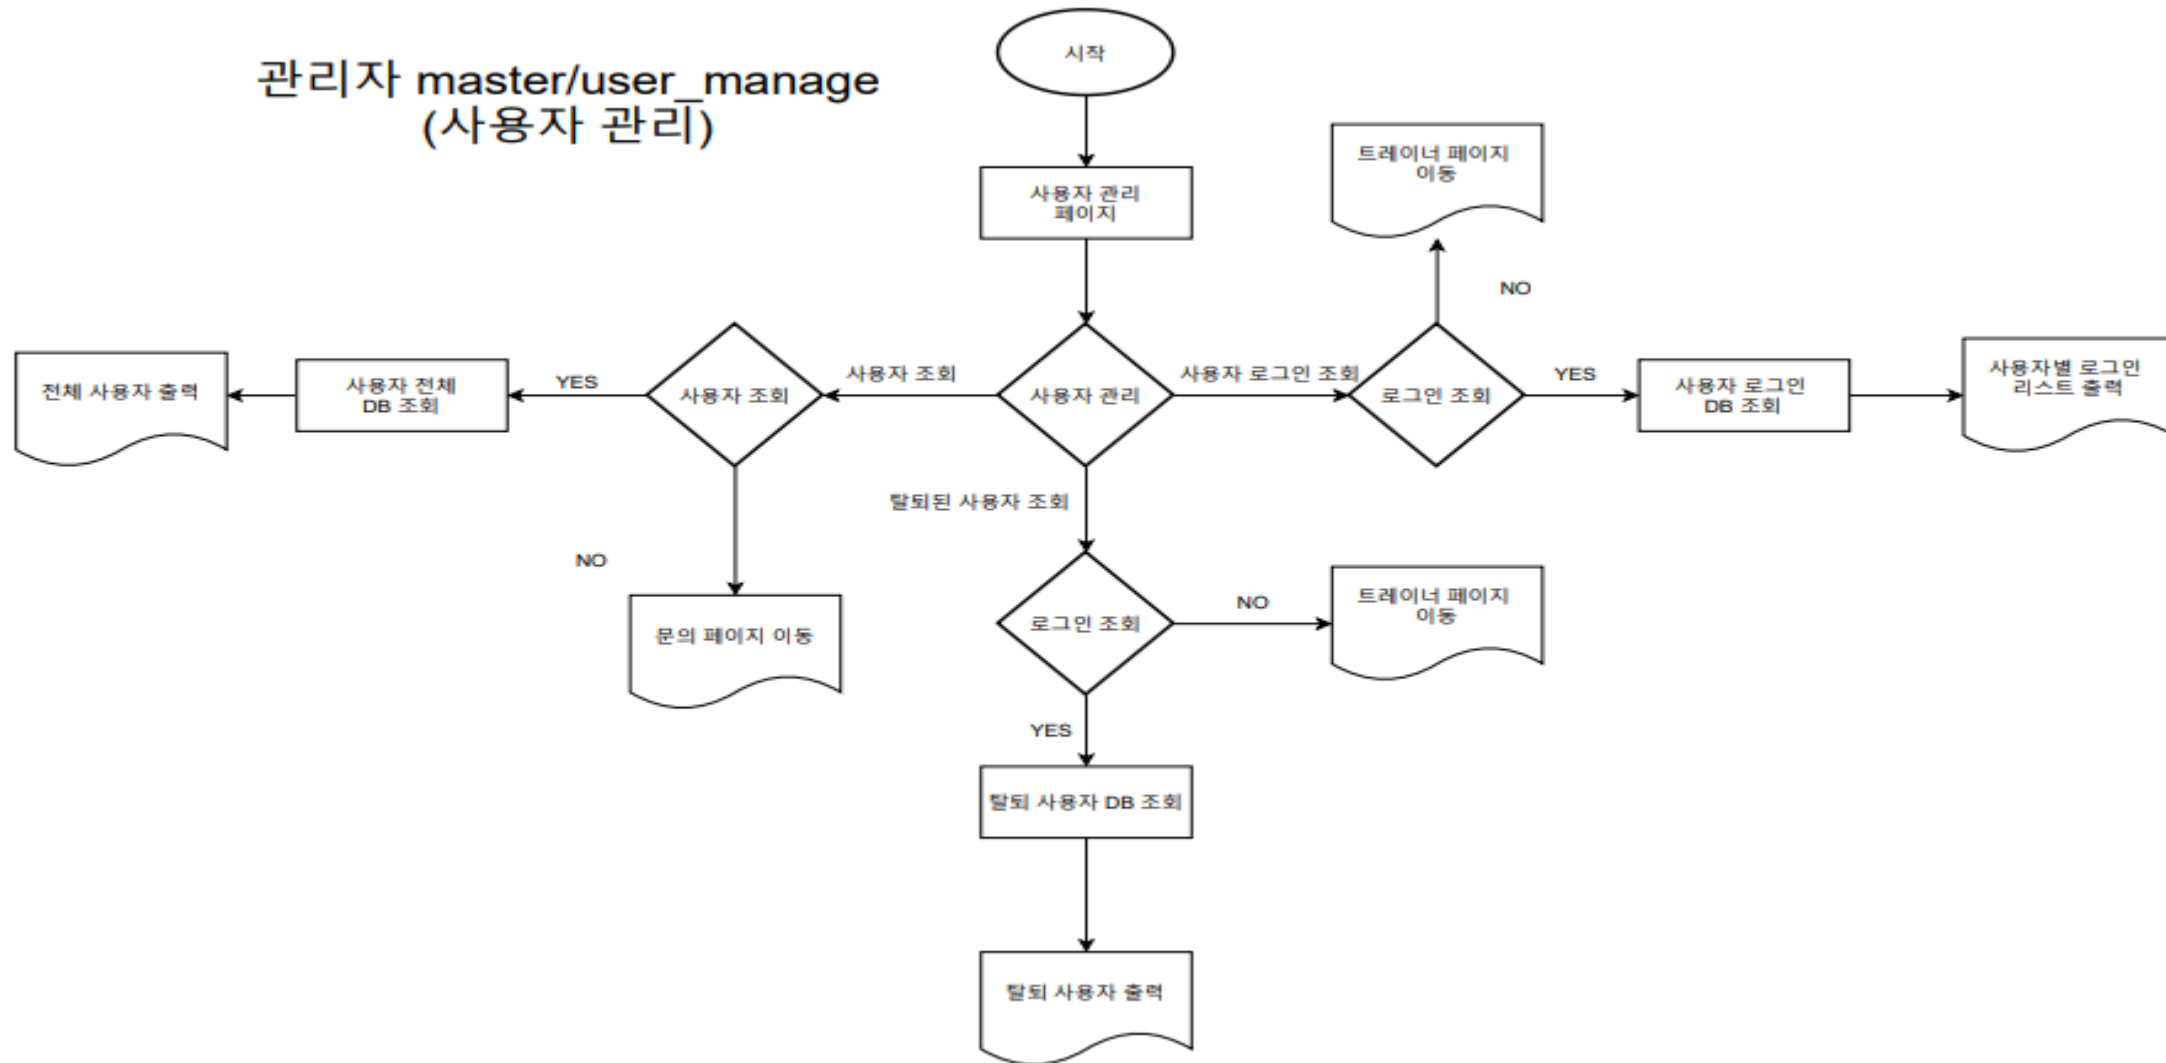 관리자 master/user_manage
(사용자 관리)
시작
사용자 관리
페이지
트레이너 페이지
이동
NO
전체 사용자 출력
사용자 전체
DB 조회
YES
사용자 조회
사용자 조회
사용자 관리
사용자 로그인 조회
로그인 조회
YES
사용자 로그인
DB 조회
사용자별 로그인
리스트 출력
탈퇴된 사용자 조회
NO
문의 페이지 이동
로그인 조회
NO
트레이너 페이지
이동
YES
탈퇴 사용자 DB 조회
탈퇴 사용자 출력